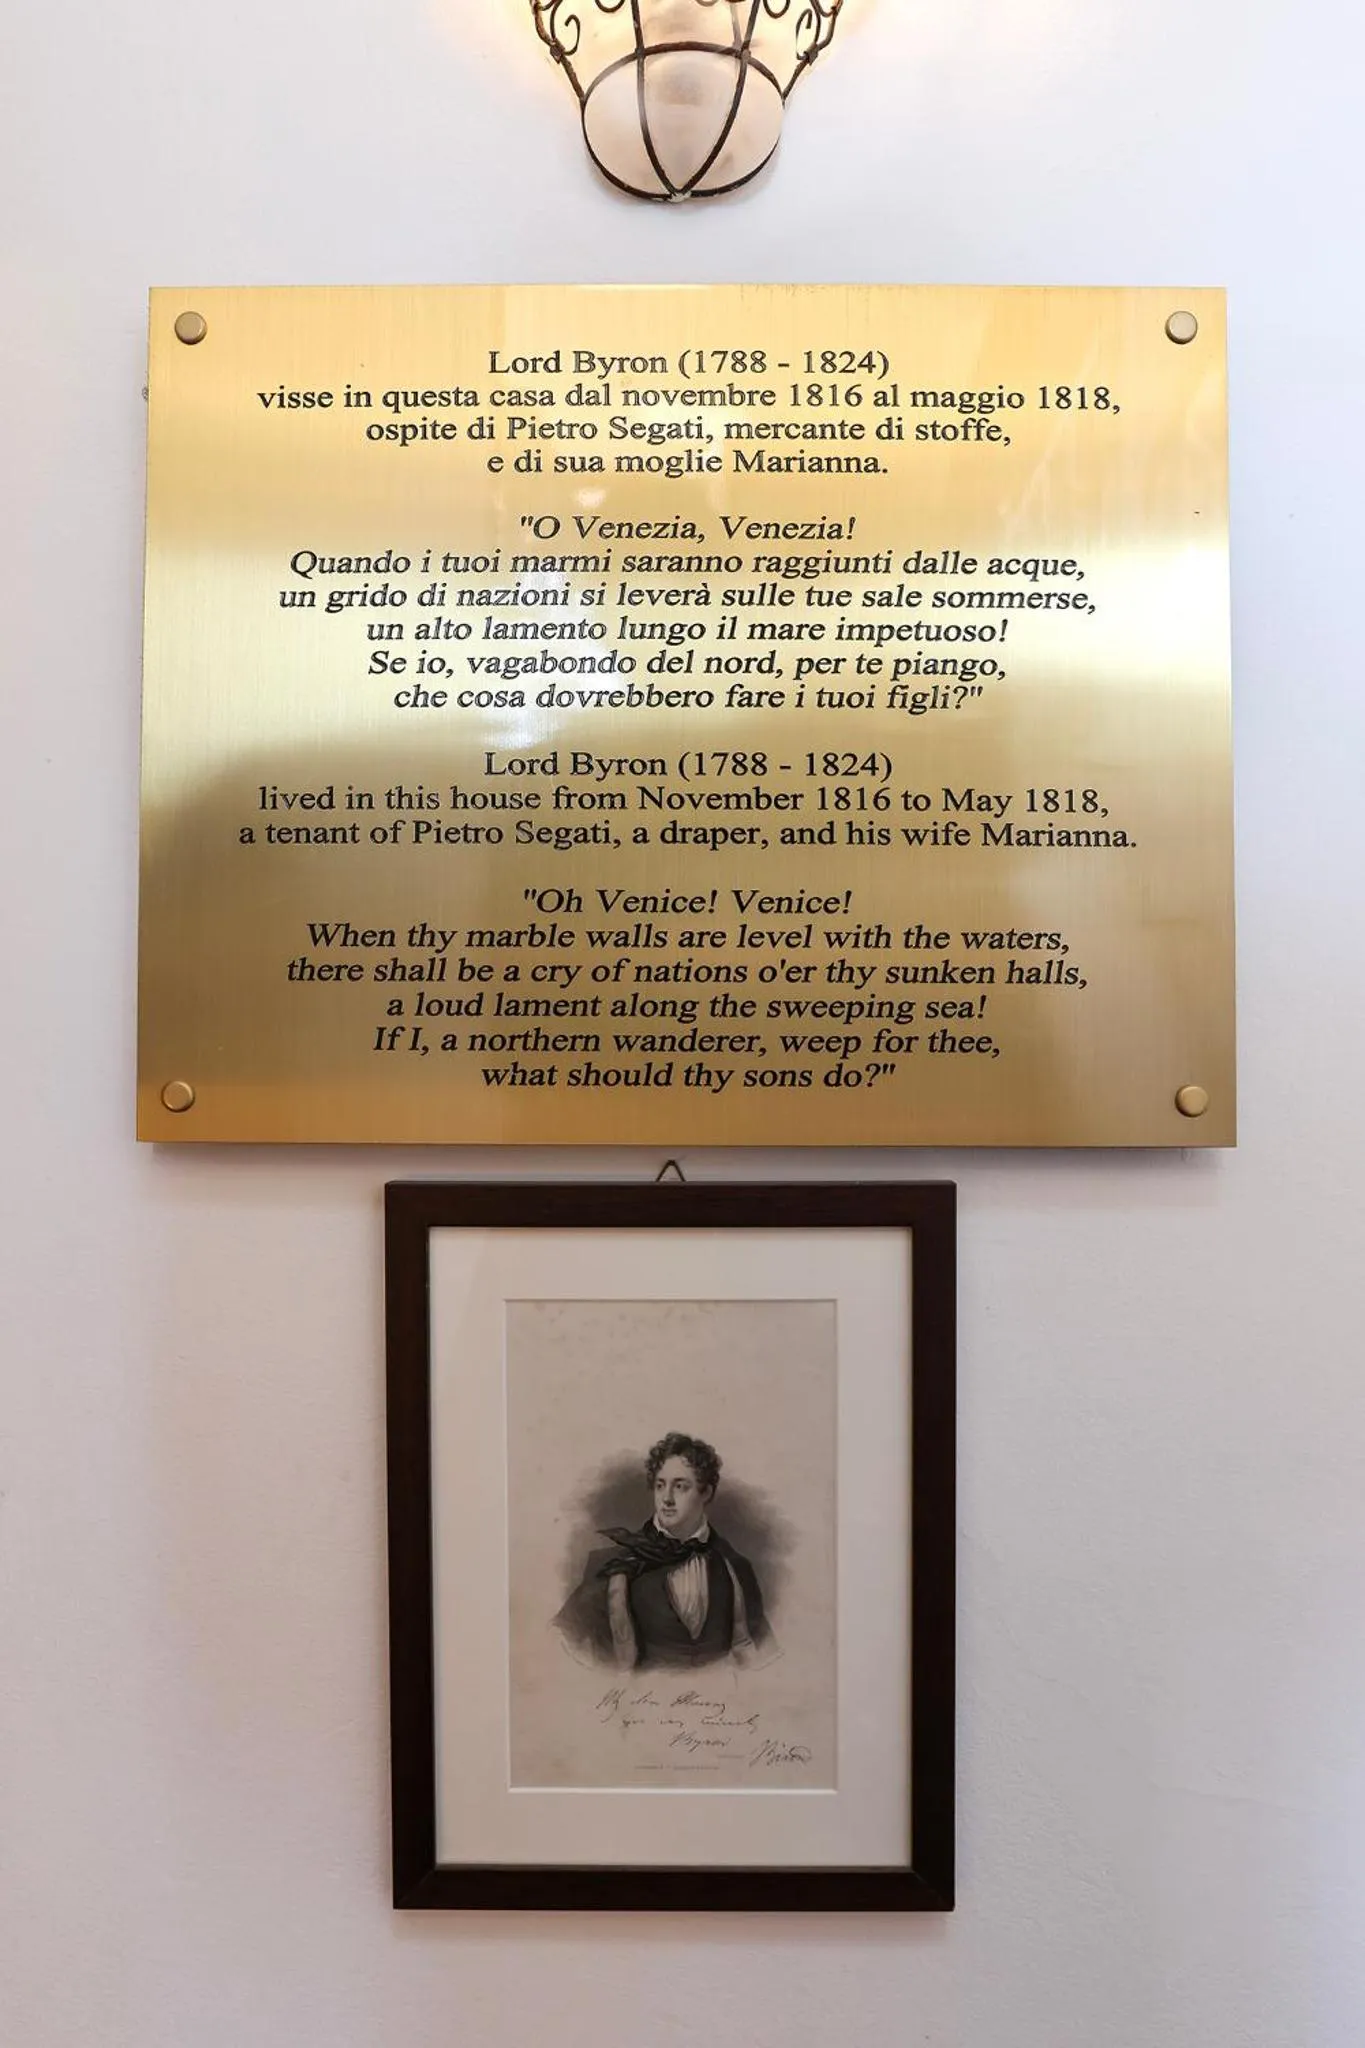 Lord Byron (1788 - 1824)
visse in questa casa dal novembre 1816 al maggio 1818,
ospite di Pietro Segati, mercante di stoffe,
e di sua moglie Marianna.
"O Venezia, Venezia!
Quando i tuoi marmi saranno raggiunti dalle acque,
un grido di nazioni si leverà sulle tue sale sommerse,
un alto lamento lungo il mare impetuoso!
Se io, vagabondo del nord, per te piango,
che cosa dovrebbero fare i tuoi figli?"
Lord Byron (1788 - 1824)
lived in this house from November 1816 to May 1818,
a tenant of Pietro Segati, a draper, and his wife Marianna.
"Oh Venice! Venice!
When thy marble walls are level with the waters,
there shall be a cry of nations o'er thy sunken halls,
a loud lament along the sweeping sea!
If I, a northern wanderer, weep for thee,
what should thy sons do?"
Byron